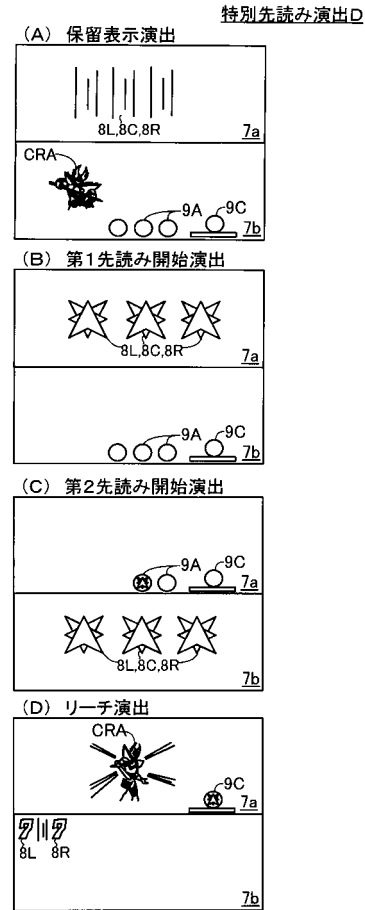 特別先読み演出D
(A) 保留表示演出
8L,8C,8R
7a
CRA
9A
9C
7b
(B) 第1先読み開始演出
8L,8C,8R
7a
9A
9C
7b
(C) 第2先読み開始演出
9A
9C
7a
8L,8C,8R
7b
(D) リーチ演出
CRA
9C
7a
7 7
8L 8R
7b